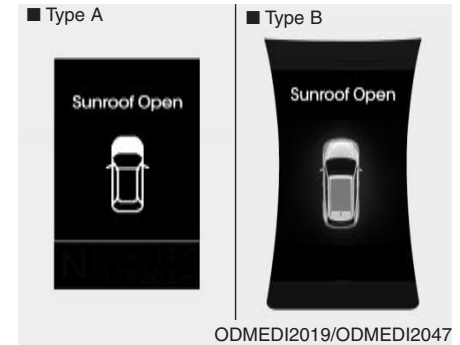 ■ Type A
■ Type B
Sunroof Open
Sunroof Open
ODMEDI2019/ODMEDI2047